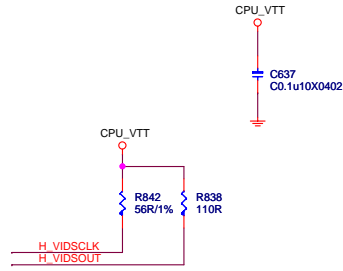 CPU_VTT
C637
C0.1u10X0402
CPU_VTT
R842
56R/1%
R838
110R
H_VIDSCLK
H_VIDSOUT